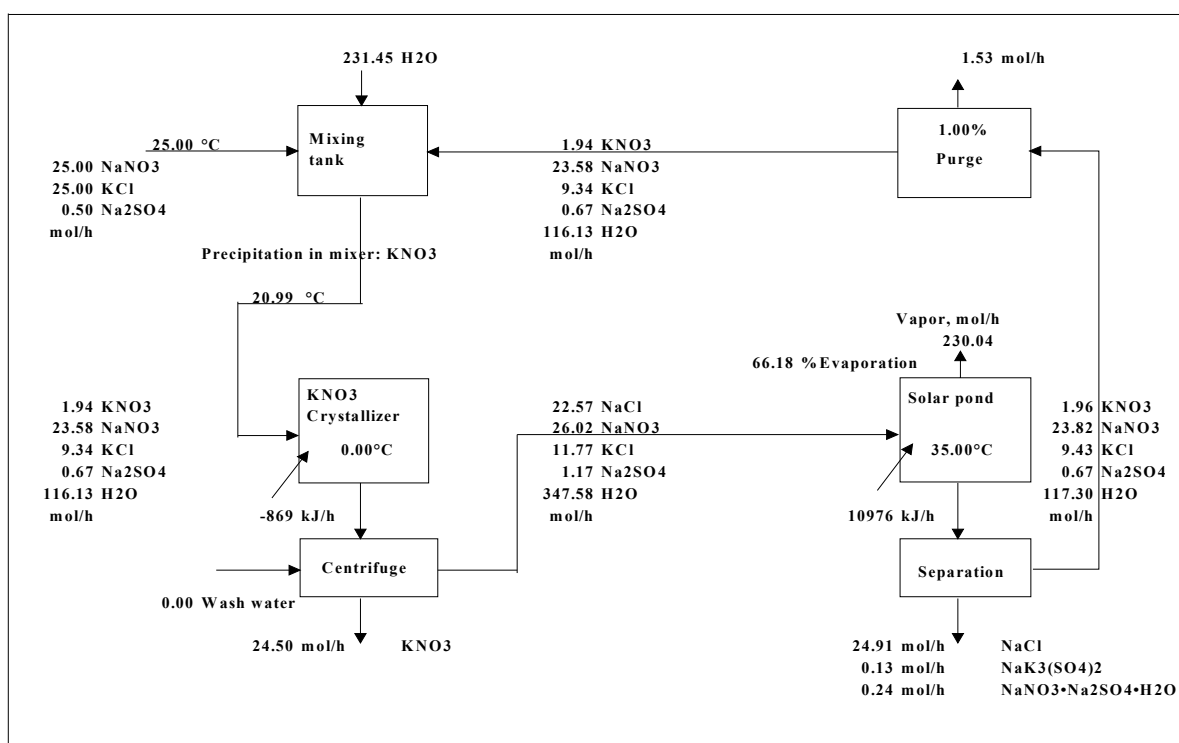 231.45 H2O
1.53 mol/h
Mixing
tank
1.00%
Purge
25.00 °C
25.00 NaNO3
25.00 KCl
0.50 Na2SO4
mol/h
1.94 KNO3
23.58 NaNO3
9.34 KCl
0.67 Na2SO4
116.13 H2O
mol/h
Precipitation in mixer: KNO3
20.99 °C
Vapor, mol/h
230.04
66.18 %Evaporation
1.94 KNO3
23.58 NaNO3
9.34 KCl
0.67 Na2SO4
116.13 H2O
mol/h
KNO3
Crystallizer
0.00°C
-869 kJ/h
22.57 NaCl
26.02 NaNO3
11.77 KCl
1.17 Na2SO4
347.58 H2O
mol/h
Solar pond
35.00°C
10976 kJ/h
1.96 KNO3
23.82 NaNO3
9.43 KCl
0.67 Na2SO4
117.30 H2O
mol/h
Centrifuge
Separation
0.00 Wash water
24.50 mol/h KNO3
24.91 mol/h NaCl
0.13 mol/h NaK3(SO4)2
0.24 mol/h NaNO3•Na2SO4•H2O